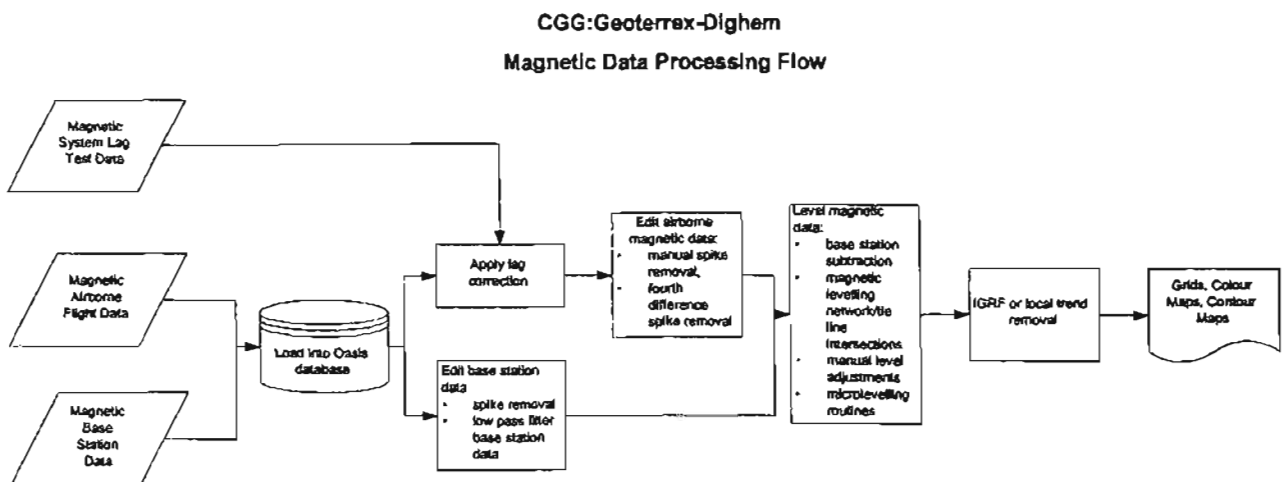 CGG:Geoterrex-Dighem
Magnetic Data Processing Flow
Magnetic
System Lag
Test Data
Magnetic
Airborne
Flight Data
Magnetic
Base
Station
Data
Load into Oasis
database
Apply lag
correction
Edit base station
data
• spike removal
• low pass filter
base station
data
Edit airborne
magnetic data:
• manual spike
removal,
• fourth
difference
spike removal
Level magnetic
data:
• base station
subtraction
• magnetic
levelling
network/tie
line
intersections
• manual level
adjustments
• microlevelling
routines
IGRF or local trend
removal
Grids, Colour
Maps, Contour
Maps